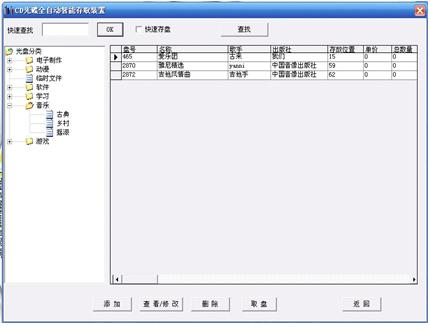 CD光碟全自动智能存取装置
快速查找 OK 快速存盘 查找
光盘分类
电子制作
动漫
临时文件
软件
学习
音乐
古典
乡村
摇滚
游戏
盘号 名称 歌手 出版社 存放位置 单价 总数量
465 爱乐团 古来 我们 15 0 0
2870 雅尼精选 yanni 中国音像出版社 59 0 0
2872 吉他风情曲 吉他手 中国音像出版社 62 0 0
添 加 查 看/修 改 删 除 取 盘 返 回